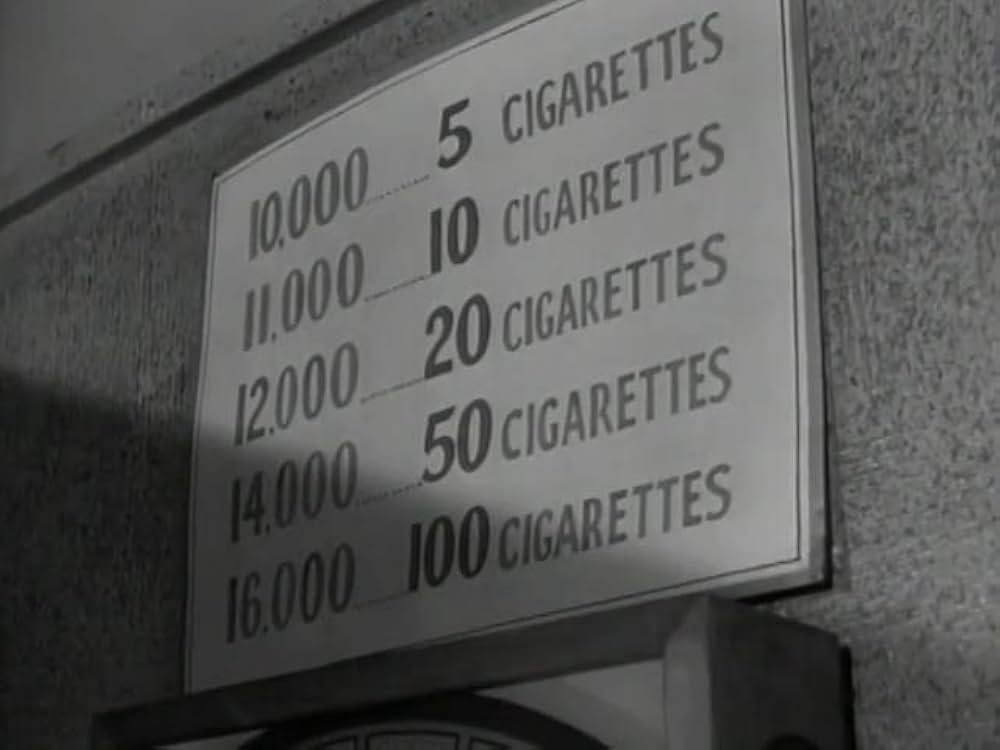 10.000 ..... 5 CIGARETTES
11.000 ..... 10 CIGARETTES
12.000 ..... 20 CIGARETTES
14.000 ..... 50 CIGARETTES
16.000 ..... 100 CIGARETTES